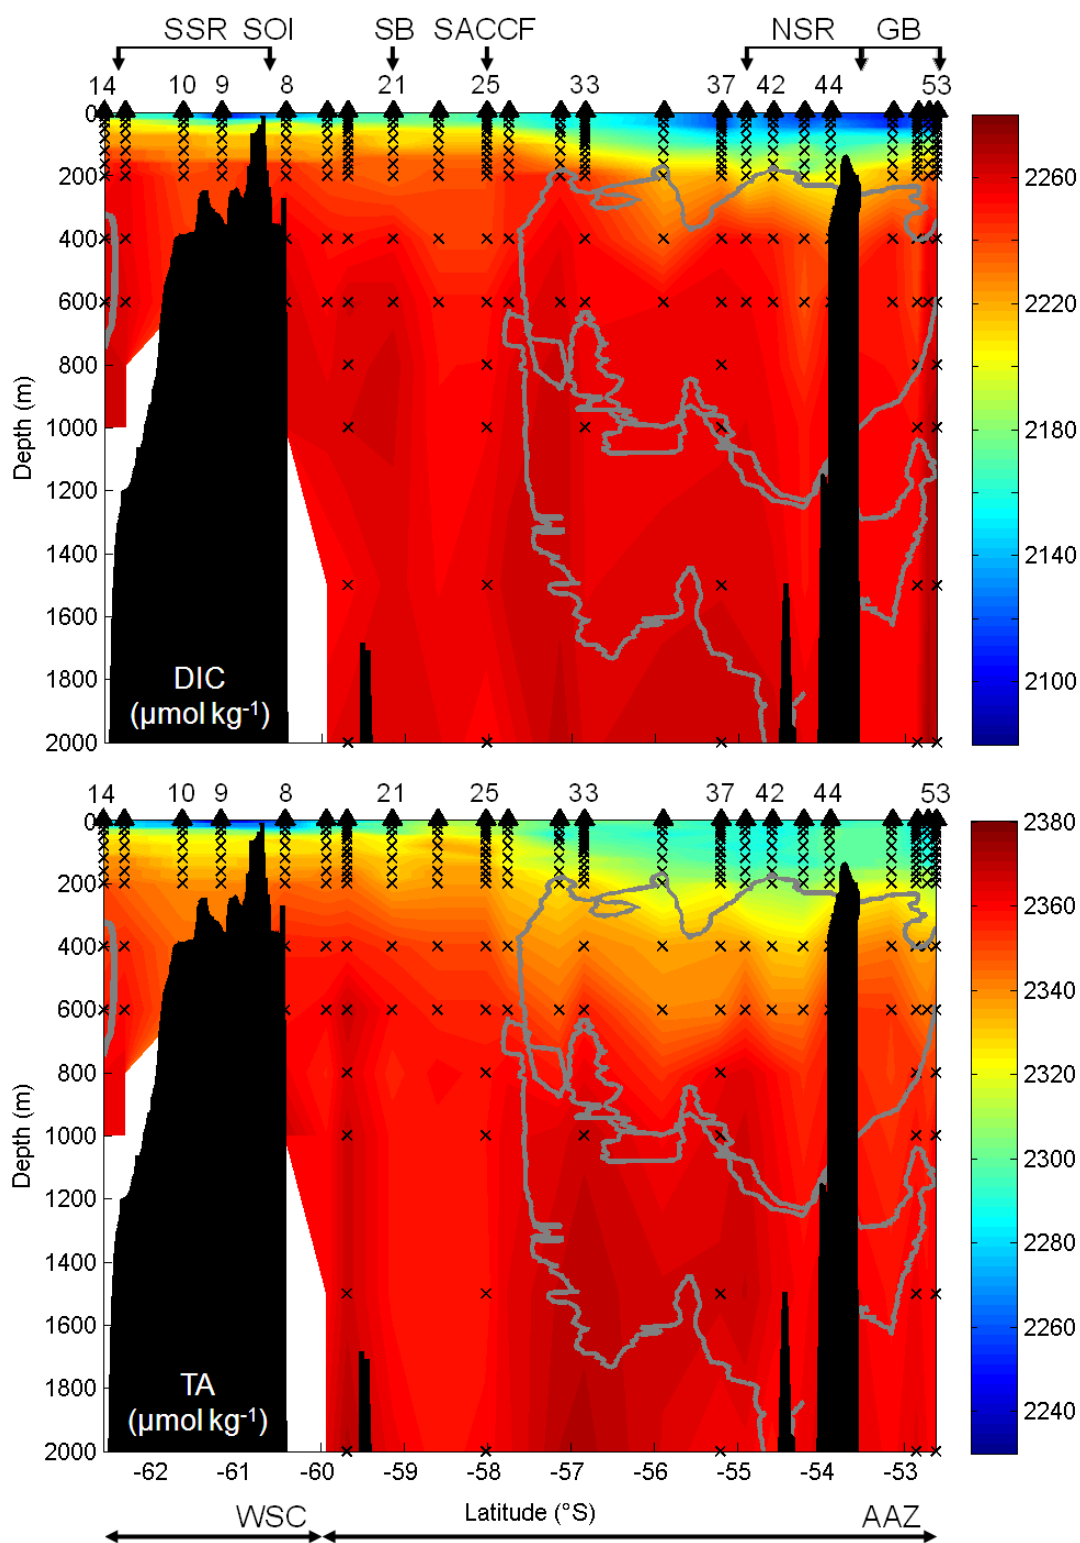 SSR SOI SB SACCF NSR GB
14 10 9 8 21 25 33 37 42 44 53
0
200
400
600
800
1000
1200
1400
1600
1800
2000
Depth (m)
DIC
(µmol kg-1)
2260
2220
2180
2140
2100
14 10 9 8 21 25 33 37 42 44 53
0
200
400
600
800
1000
1200
1400
1600
1800
2000
Depth (m)
TA
(µmol kg-1)
2380
2360
2340
2320
2300
2280
2260
2240
-62 -61 -60 -59 -58 -57 -56 -55 -54 -53
Latitude (°S)
WSC AAZ